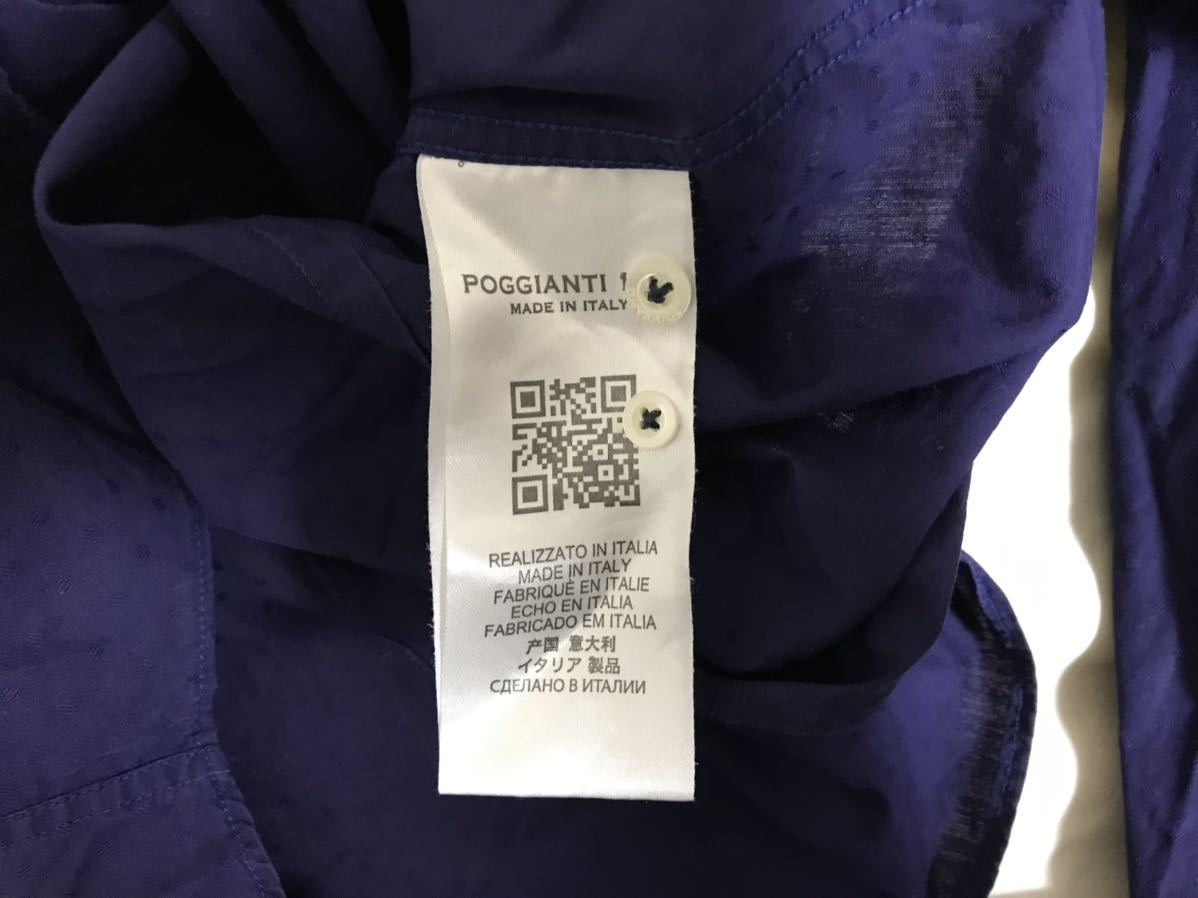 POGGIANTI
MADE IN ITALY
REALIZZATO IN ITALIA
MADE IN ITALY
FABRIQUÈ EN ITALIE
ECHO EN ITALIA
FABRICADO EM ITALIA
产国 意大利
イタリア 製品
СДЕЛАНО В ИТАЛИИ